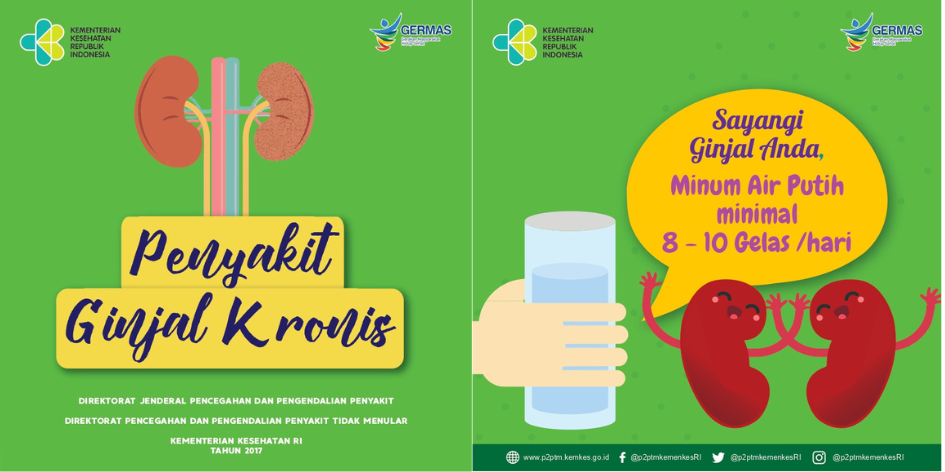 KEMENTERIAN
KESEHATAN
REPUBLIK
INDONESIA
GERMAS
Penyakit
Ginjal Kronis
DIREKTORAT JENDERAL PENCEGAHAN DAN PENGENDALIAN PENYAKIT
DIREKTORAT PENCEGAHAN DAN PENGENDALIAN PENYAKIT TIDAK MENULAR
KEMENTERIAN KESEHATAN RI
TAHUN 2017
KEMENTERIAN
KESEHATAN
REPUBLIK
INDONESIA
GERMAS
Sayangi
Ginjal Anda,
Minum Air Putih
minimal
8 - 10 Gelas /hari
www.p2ptm.kemkes.go.id @p2ptmkemenkesRI @p2ptmkemenkesRI @p2ptmkemenkesRI